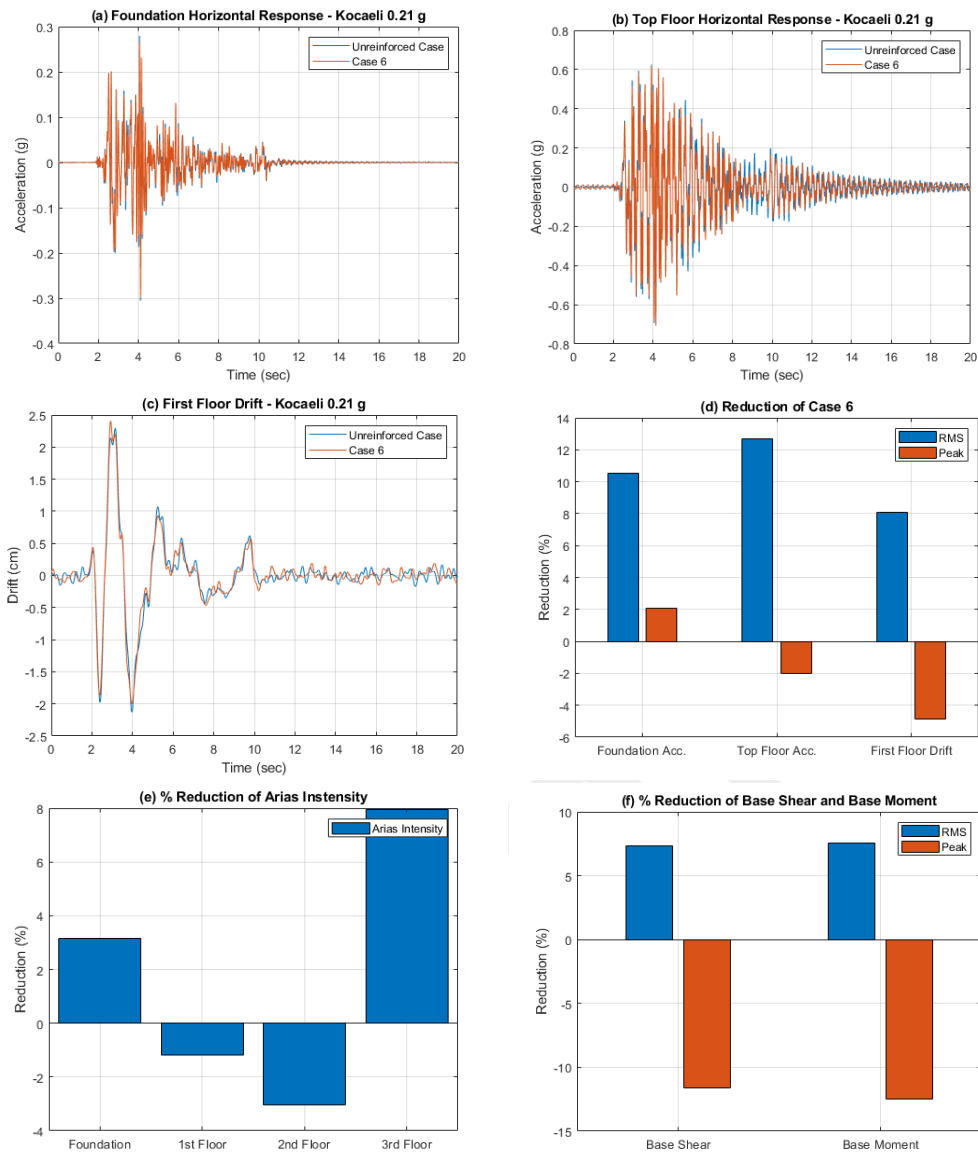 (a) Foundation Horizontal Response - Kocaeli 0.21 g
Unreinforced Case
Case 6
Acceleration (g)
0.3
0.2
0.1
0
-0.1
-0.2
-0.3
-0.4
0 2 4 6 8 10 12 14 16 18 20
Time (sec)
(b) Top Floor Horizontal Response - Kocaeli 0.21 g
Unreinforced Case
Case 6
Acceleration (g)
0.8
0.6
0.4
0.2
0
-0.2
-0.4
-0.6
-0.8
0 2 4 6 8 10 12 14 16 18 20
Time (sec)
(c) First Floor Drift - Kocaeli 0.21 g
Unreinforced Case
Case 6
Drift (cm)
2.5
2
1.5
1
0.5
0
-0.5
-1
-1.5
-2
-2.5
0 2 4 6 8 10 12 14 16 18 20
Time (sec)
(d) Reduction of Case 6
RMS
Peak
Reduction (%)
14
12
10
8
6
4
2
0
-2
-4
-6
Foundation Acc. Top Floor Acc. First Floor Drift
(e) % Reduction of Arias Instensity
Arias Intensity
Reduction (%)
8
6
4
2
0
-2
-4
Foundation 1st Floor 2nd Floor 3rd Floor
(f) % Reduction of Base Shear and Base Moment
RMS
Peak
Reduction (%)
10
5
0
-5
-10
-15
Base Shear Base Moment